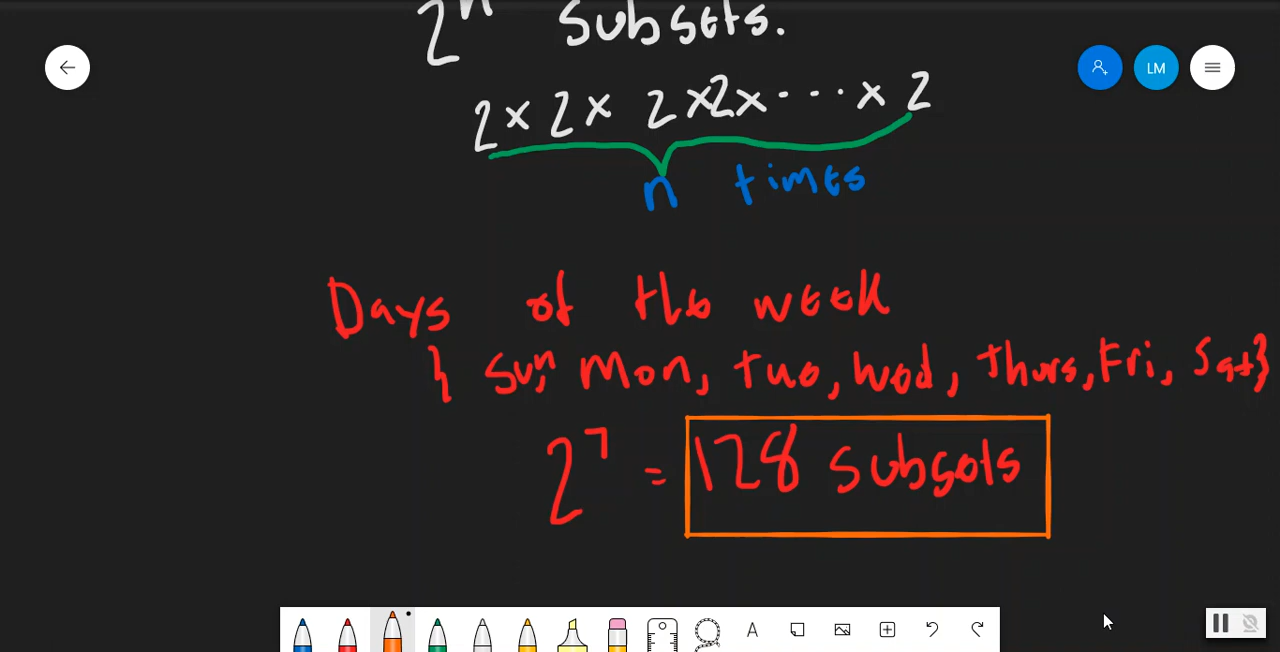 2ⁿ subsets.
LM
2 × 2 × 2 × 2 × ··· × 2
n times
Days of the week
{ Sun, Mon, Tue, Wed, Thurs, Fri, Sat}
2⁷ = 128 subsets
A